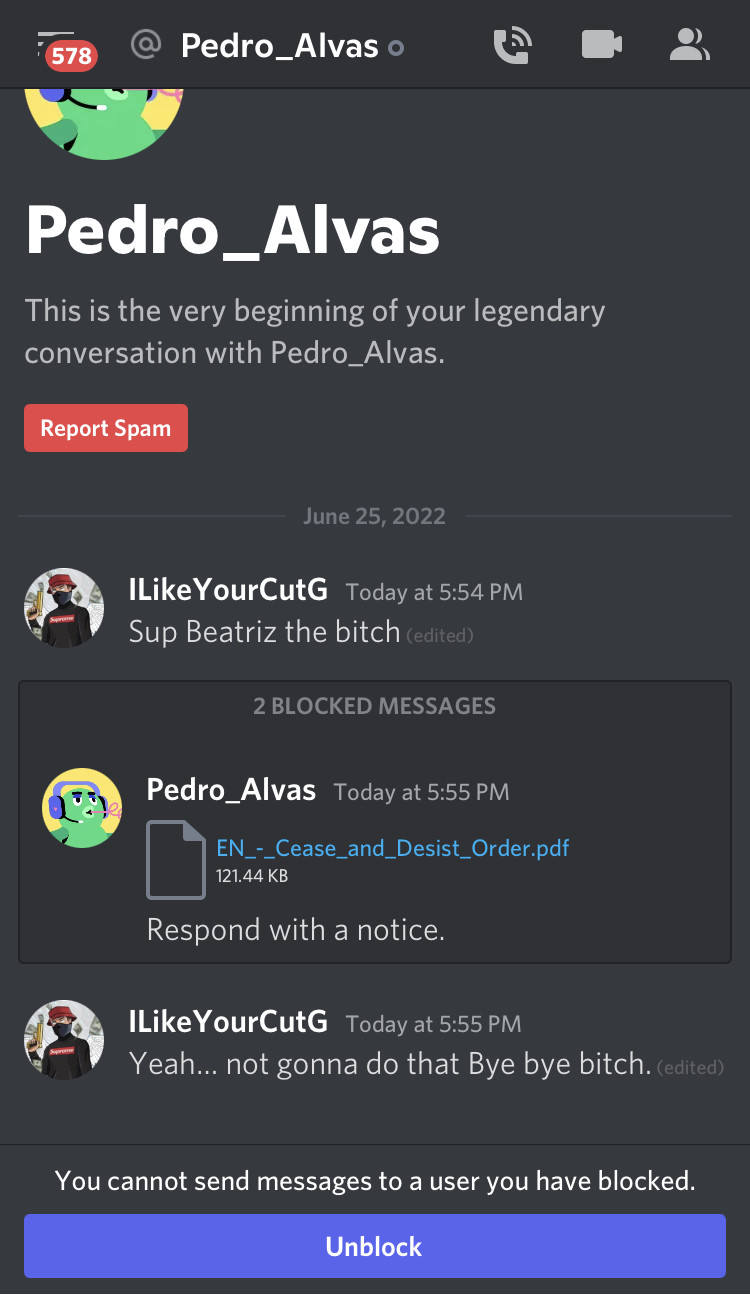 578
Pedro_Alvas
Pedro_Alvas
This is the very beginning of your legendary
conversation with Pedro_Alvas.
Report Spam
June 25, 2022
ILikeYourCutG Today at 5:54 PM
Sup Beatriz the bitch (edited)
2 BLOCKED MESSAGES
Pedro_Alvas Today at 5:55 PM
EN_-_Cease_and_Desist_Order.pdf
121.44 KB
Respond with a notice.
ILikeYourCutG Today at 5:55 PM
Yeah... not gonna do that Bye bye bitch. (edited)
You cannot send messages to a user you have blocked.
Unblock